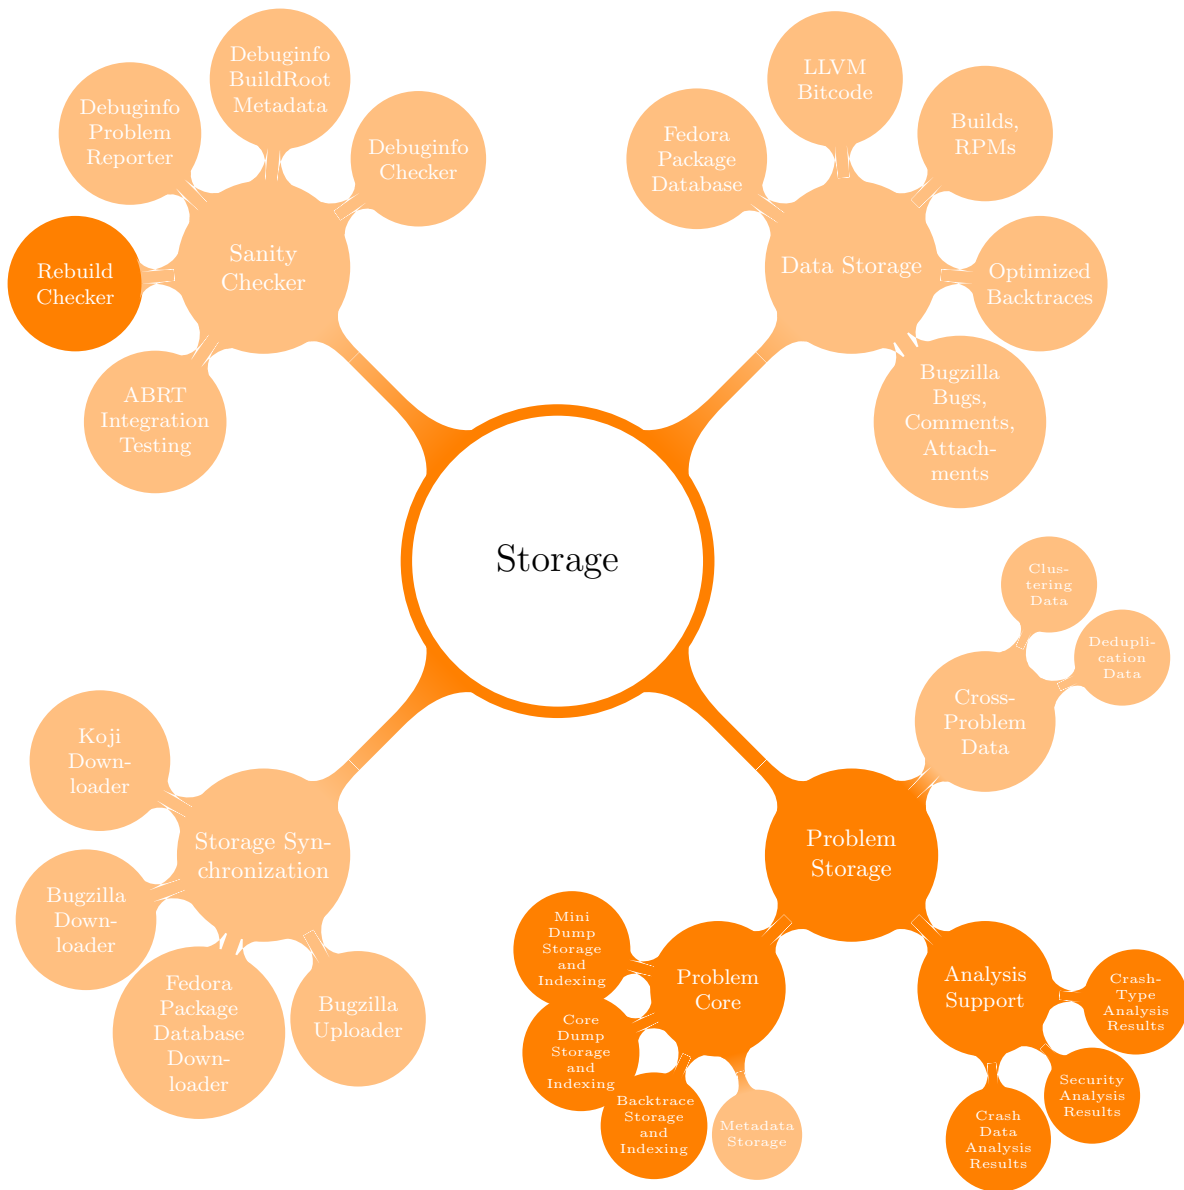 Debuginfo
BuildRoot
Metadata
Debuginfo
Problem
Reporter
Debuginfo
Checker
Rebuild
Checker
Sanity
Checker
ABRT
Integration
Testing
LLVM
Bitcode
Fedora
Package
Database
Builds,
RPMs
Data Storage
Optimized
Backtraces
Bugzilla
Bugs,
Comments,
Attach-
ments
Storage
Clus-
tering
Data
Dedupli-
cation
Data
Cross-
Problem
Data
Koji
Down-
loader
Storage Syn-
chronization
Bugzilla
Down-
loader
Fedora
Package
Database
Down-
loader
Bugzilla
Uploader
Problem
Storage
Mini
Dump
Storage
and
Indexing
Problem
Core
Core
Dump
Storage
and
Indexing
Backtrace
Storage
and
Indexing
Metadata
Storage
Analysis
Support
Crash-
Type
Analysis
Results
Security
Analysis
Results
Crash
Data
Analysis
Results